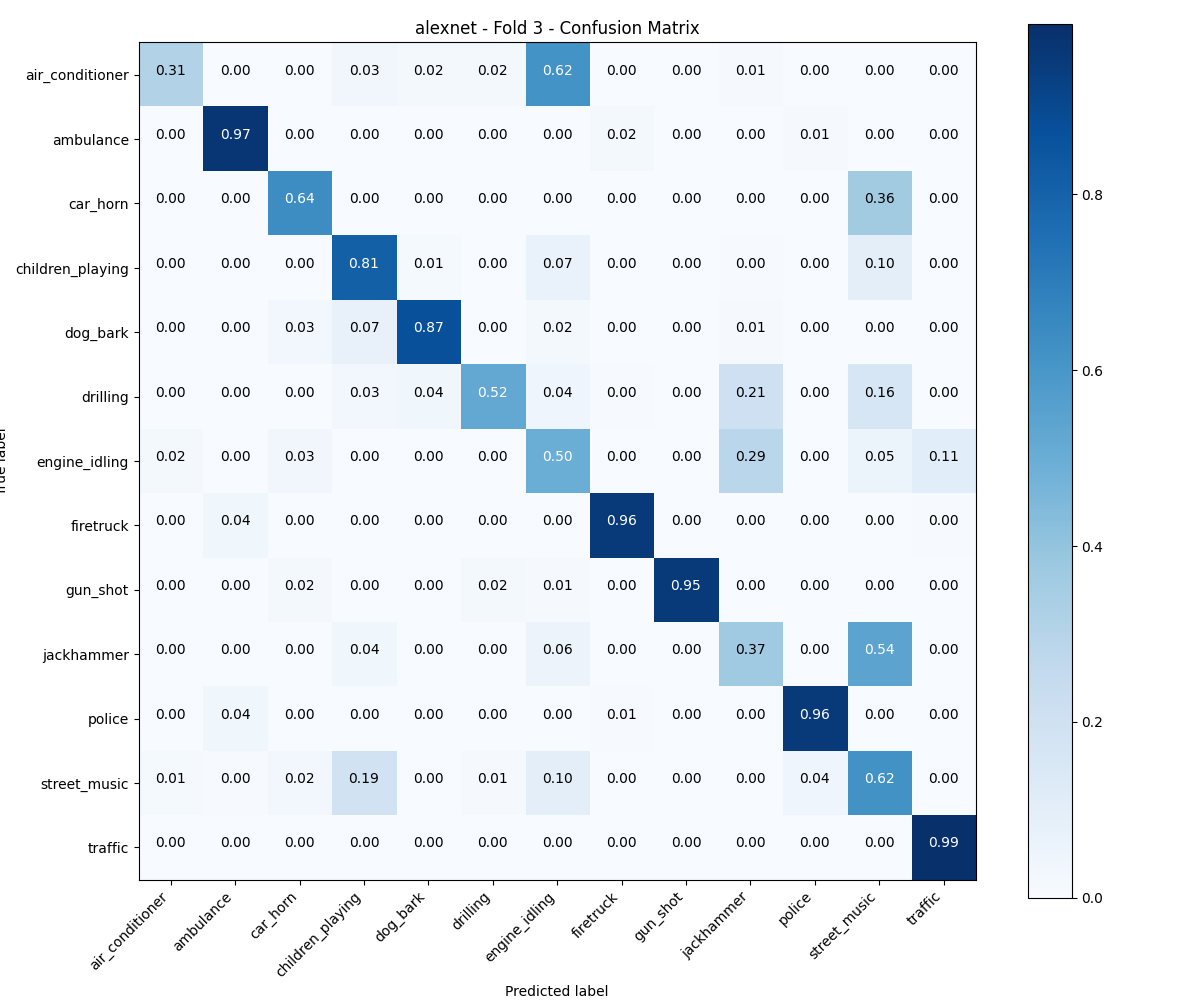 alexnet - Fold 3 - Confusion Matrix
air_conditioner 0.31 0.00 0.00 0.03 0.02 0.02 0.62 0.00 0.00 0.01 0.00 0.00 0.00
ambulance 0.00 0.97 0.00 0.00 0.00 0.00 0.00 0.02 0.00 0.00 0.01 0.00 0.00
car_horn 0.00 0.00 0.64 0.00 0.00 0.00 0.00 0.00 0.00 0.00 0.00 0.36 0.00
children_playing 0.00 0.00 0.00 0.81 0.01 0.00 0.07 0.00 0.00 0.00 0.00 0.10 0.00
dog_bark 0.00 0.00 0.03 0.07 0.87 0.00 0.02 0.00 0.00 0.01 0.00 0.00 0.00
drilling 0.00 0.00 0.00 0.03 0.04 0.52 0.04 0.00 0.00 0.21 0.00 0.16 0.00
engine_idling 0.02 0.00 0.03 0.00 0.00 0.00 0.50 0.00 0.00 0.29 0.00 0.05 0.11
firetruck 0.00 0.04 0.00 0.00 0.00 0.00 0.00 0.96 0.00 0.00 0.00 0.00 0.00
gun_shot 0.00 0.00 0.02 0.00 0.00 0.02 0.01 0.00 0.95 0.00 0.00 0.00 0.00
jackhammer 0.00 0.00 0.00 0.04 0.00 0.00 0.06 0.00 0.00 0.37 0.00 0.54 0.00
police 0.00 0.04 0.00 0.00 0.00 0.00 0.00 0.01 0.00 0.00 0.96 0.00 0.00
street_music 0.01 0.00 0.02 0.19 0.00 0.01 0.10 0.00 0.00 0.00 0.04 0.62 0.00
traffic 0.00 0.00 0.00 0.00 0.00 0.00 0.00 0.00 0.00 0.00 0.00 0.00 0.99
air_conditioner ambulance car_horn children_playing dog_bark drilling engine_idling firetruck gun_shot jackhammer police street_music traffic
Predicted label
0.8
0.6
0.4
0.2
0.0